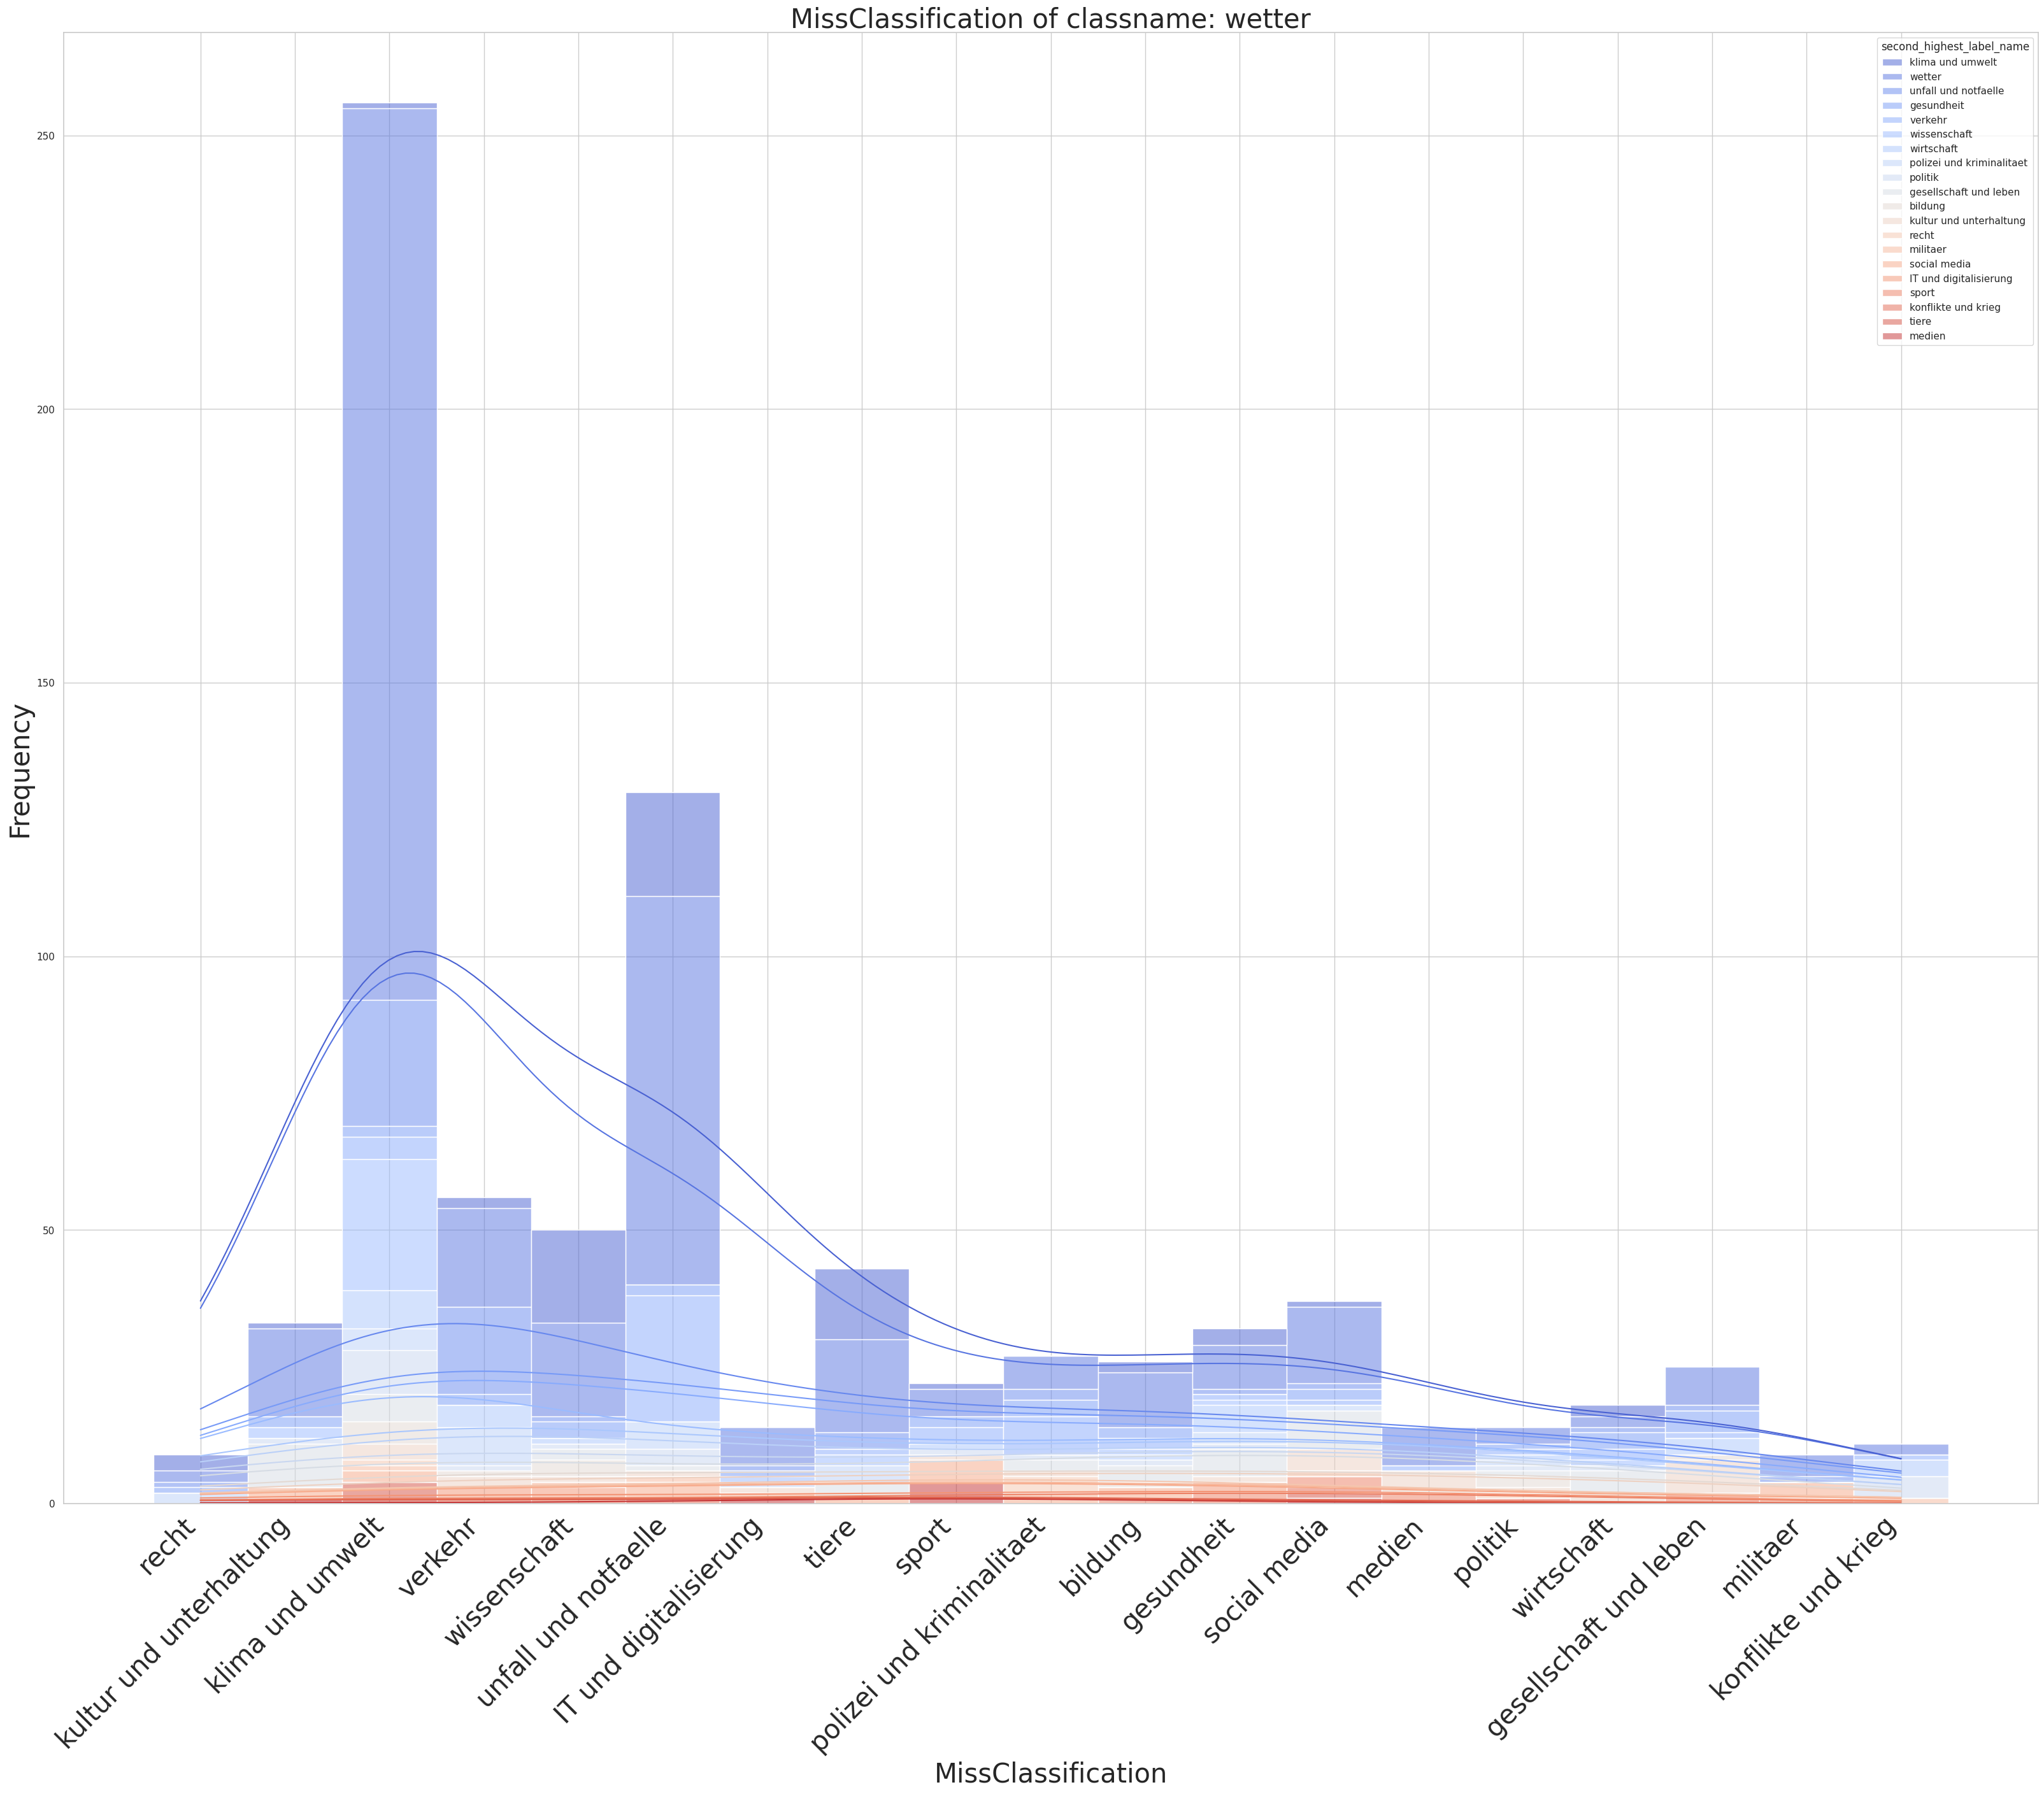 MissClassification of classname: wetter
second_highest_label_name
klima und umwelt
wetter
unfall und notfaelle
gesundheit
verkehr
wissenschaft
wirtschaft
polizei und kriminalitaet
politik
gesellschaft und leben
bildung
kultur und unterhaltung
recht
militaer
social media
IT und digitalisierung
sport
konflikte und krieg
tiere
medien
Frequency
250
200
150
100
50
0
recht
kultur und unterhaltung
klima und umwelt
verkehr
wissenschaft
unfall und notfaelle
IT und digitalisierung
tiere
sport
polizei und kriminalitaet
bildung
gesundheit
social media
medien
politik
wirtschaft
gesellschaft und leben
militaer
konflikte und krieg
MissClassification